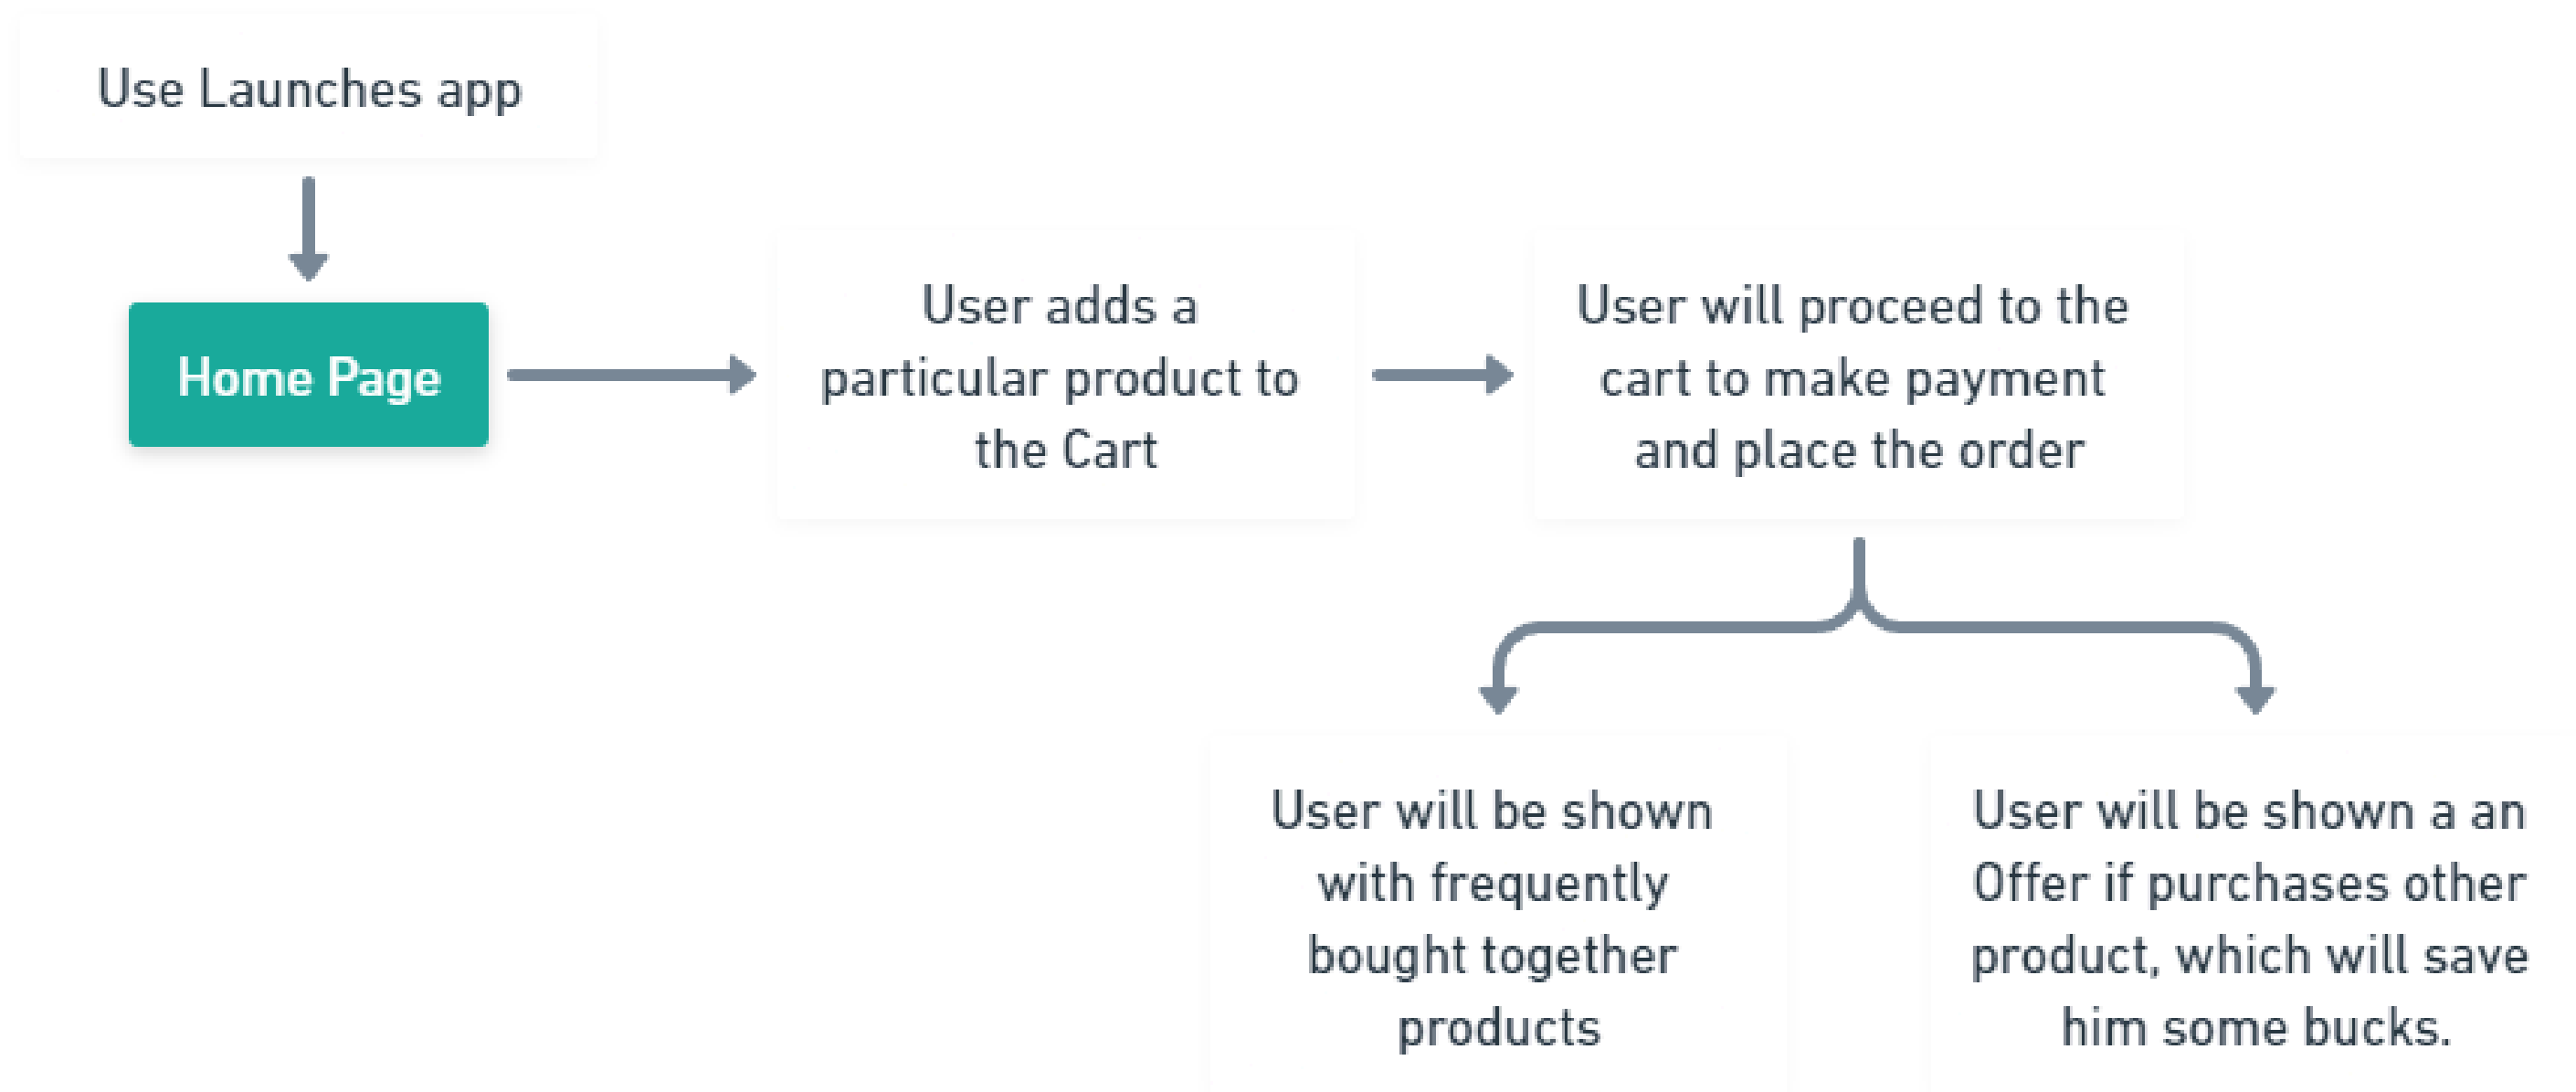 Use Launches app
Home Page
User adds a
particular product to
the Cart
User will proceed to the
cart to make payment
and place the order
User will be shown
with frequently
bought together
products
User will be shown a an
Offer if purchases other
product, which will save
him some bucks.